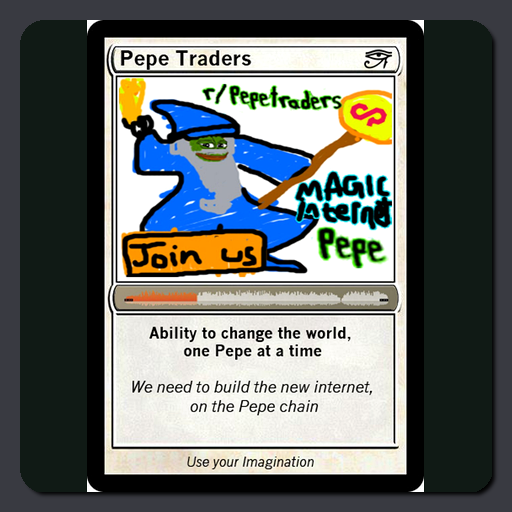 Pepe Traders
r/Pepetraders
MAGIC
Internet
Pepe
Join us
Ability to change the world,
one Pepe at a time
We need to build the new internet,
on the Pepe chain
Use your Imagination